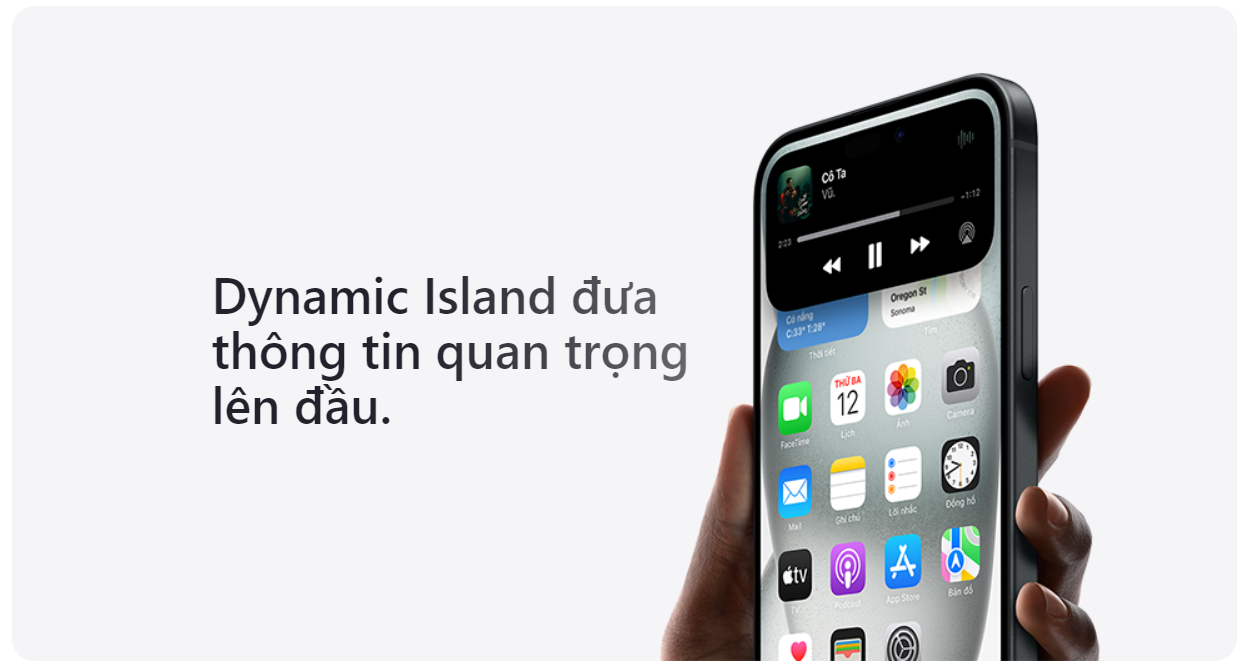 Dynamic Island đưa
thông tin quan trọng
lên đầu.
Cô Ta
Vũ.
2:23
-1:12
Có nắng
C:33° T:28°
Thời tiết
Oregon St
Sonoma
Tìm
FaceTime
THỨ BA
12
Lịch
Ảnh
Camera
Mail
Ghi chú
Lời nhắc
Đồng hồ
tv
TV
Podcast
App Store
Bản đồ